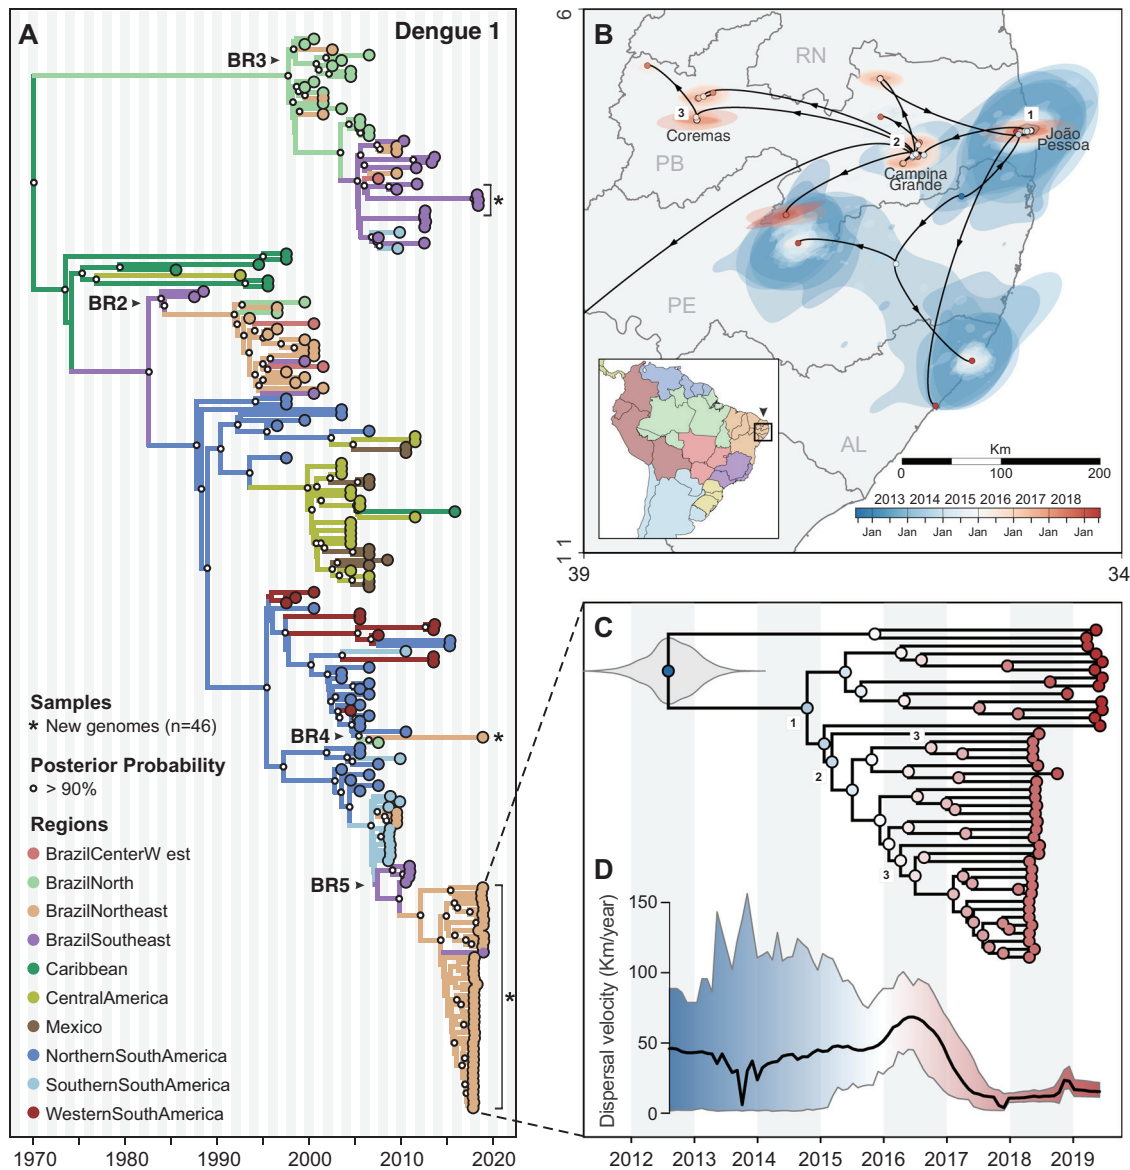 A
Dengue 1
BR3
*
BR2
BR4
*
BR5
*
Samples
* New genomes (n=46)
Posterior Probability
> 90%
Regions
BrazilCenterW est
BrazilNorth
BrazilNortheast
BrazilSoutheast
Caribbean
CentralAmerica
Mexico
NorthernSouthAmerica
SouthernSouthAmerica
WesternSouthAmerica
1970 1980 1990 2000 2010 2020
B
6
RN
1
3
2
João
Pessoa
Coremas
PB
Campina
Grande
PE
AL
Km
0 100 200
2013 2014 2015 2016 2017 2018
Jan Jan Jan Jan Jan Jan Jan
1 1
39 34
C
1
3
2
3
D
Dispersal velocity (Km/year)
150
100
50
0
2012 2013 2014 2015 2016 2017 2018 2019